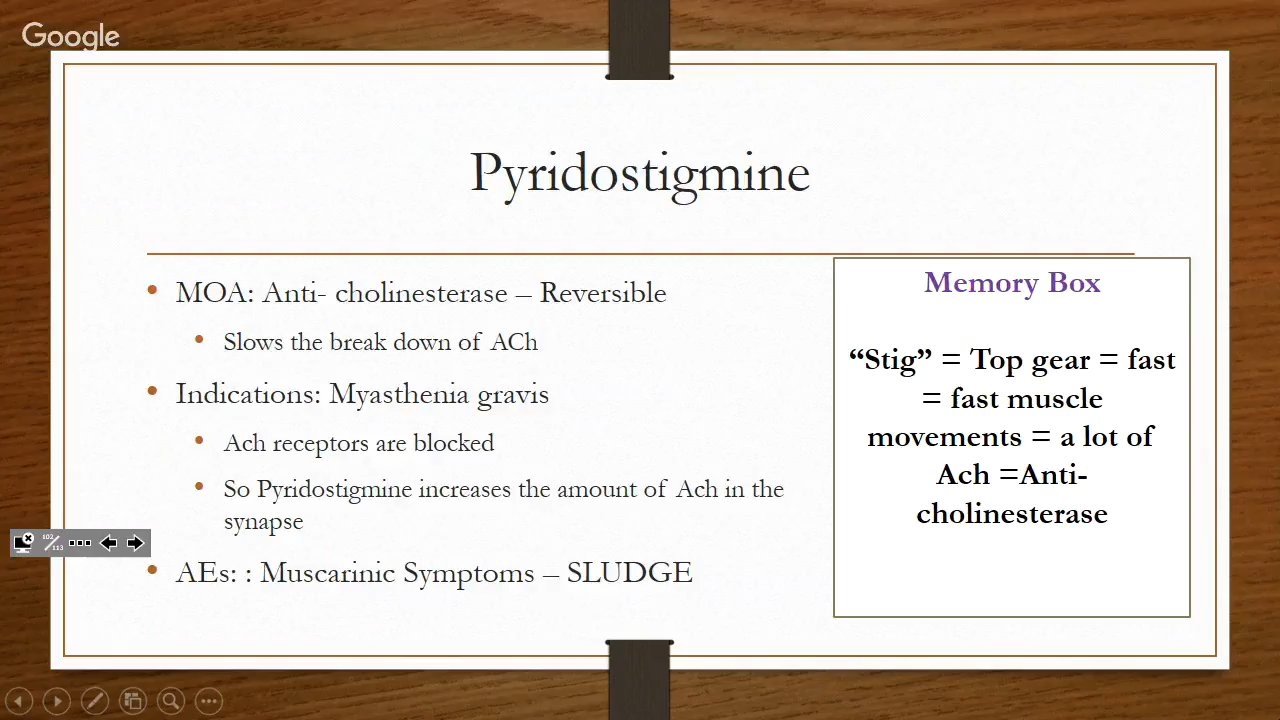 Google
Pyridostigmine
• MOA: Anti- cholinesterase – Reversible
• Slows the break down of ACh
• Indications: Myasthenia gravis
• Ach receptors are blocked
• So Pyridostigmine increases the amount of Ach in the
synapse
• AEs: : Muscarinic Symptoms – SLUDGE
Memory Box
“Stig” = Top gear = fast
= fast muscle
movements = a lot of
Ach =Anti-
cholinesterase
102/113